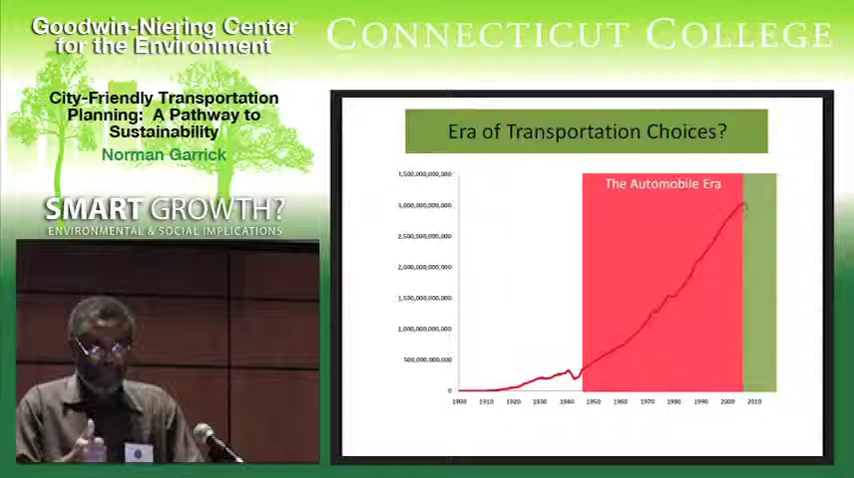 Goodwin-Niering Center
for the Environment
CONNECTICUT COLLEGE
City-Friendly Transportation
Planning: A Pathway to
Sustainability
Norman Garrick
SMART GROWTH?
ENVIRONMENTAL & SOCIAL IMPLICATIONS
Era of Transportation Choices?
The Automobile Era
3,500,000,000,000
3,000,000,000,000
2,500,000,000,000
2,000,000,000,000
1,500,000,000,000
1,000,000,000,000
500,000,000,000
0
1900 1910 1920 1930 1940 1950 1960 1970 1980 1990 2000 2010